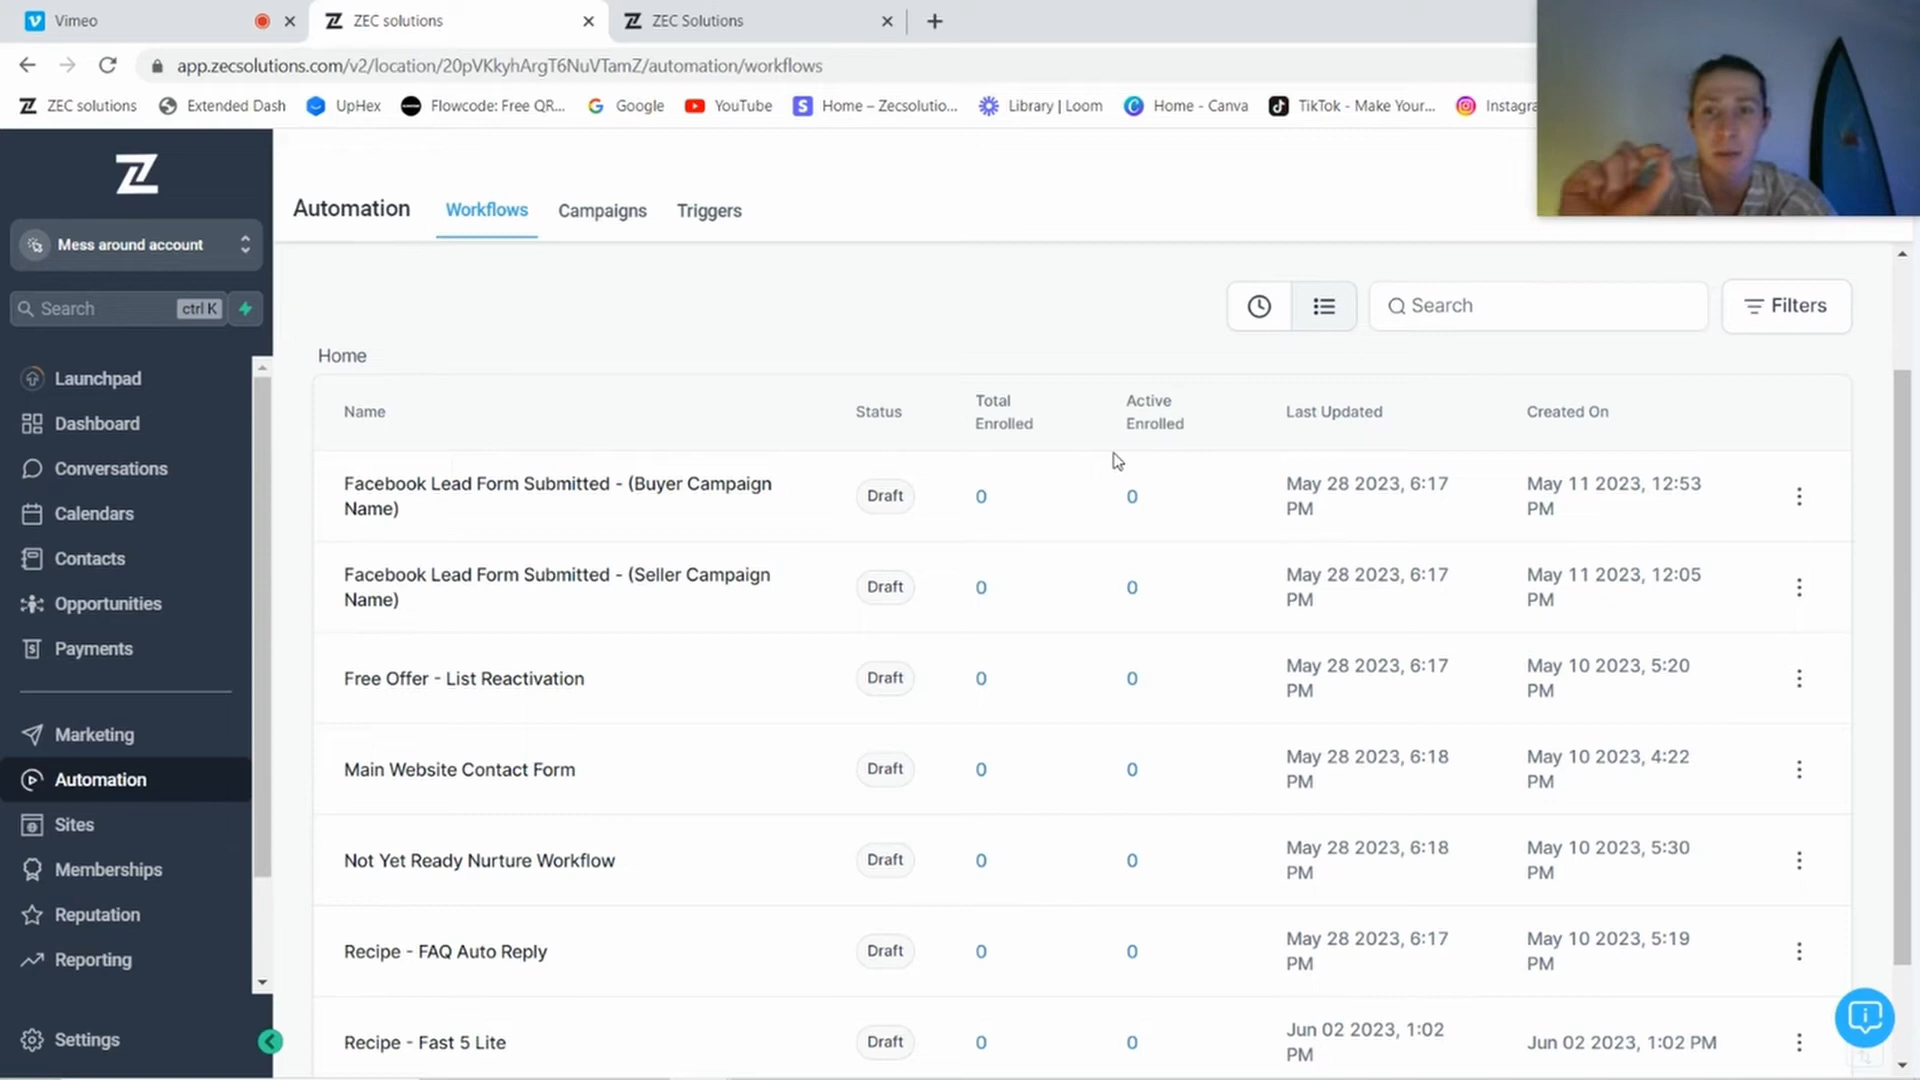 Vimeo
ZEC solutions
ZEC Solutions
app.zecsolutions.com/v2/location/20pVKkyhArgT6NuVTamZ/automation/workflows
ZEC solutions
Extended Dash
UpHex
Flowcode: Free QR...
Google
YouTube
Home – Zecsolutio...
Library | Loom
Home - Canva
TikTok - Make Your...
Instagra
Automation
Workflows
Campaigns
Triggers
Mess around account
Search
ctrl K
Launchpad
Dashboard
Conversations
Calendars
Contacts
Opportunities
Payments
Marketing
Automation
Sites
Memberships
Reputation
Reporting
Settings
Search
Filters
Home
Name Status Total Enrolled Active Enrolled Last Updated Created On
Facebook Lead Form Submitted - (Buyer Campaign Name) Draft 0 0 May 28 2023, 6:17 PM May 11 2023, 12:53 PM
Facebook Lead Form Submitted - (Seller Campaign Name) Draft 0 0 May 28 2023, 6:17 PM May 11 2023, 12:05 PM
Free Offer - List Reactivation Draft 0 0 May 28 2023, 6:17 PM May 10 2023, 5:20 PM
Main Website Contact Form Draft 0 0 May 28 2023, 6:18 PM May 10 2023, 4:22 PM
Not Yet Ready Nurture Workflow Draft 0 0 May 28 2023, 6:18 PM May 10 2023, 5:30 PM
Recipe - FAQ Auto Reply Draft 0 0 May 28 2023, 6:17 PM May 10 2023, 5:19 PM
Recipe - Fast 5 Lite Draft 0 0 Jun 02 2023, 1:02 PM Jun 02 2023, 1:02 PM